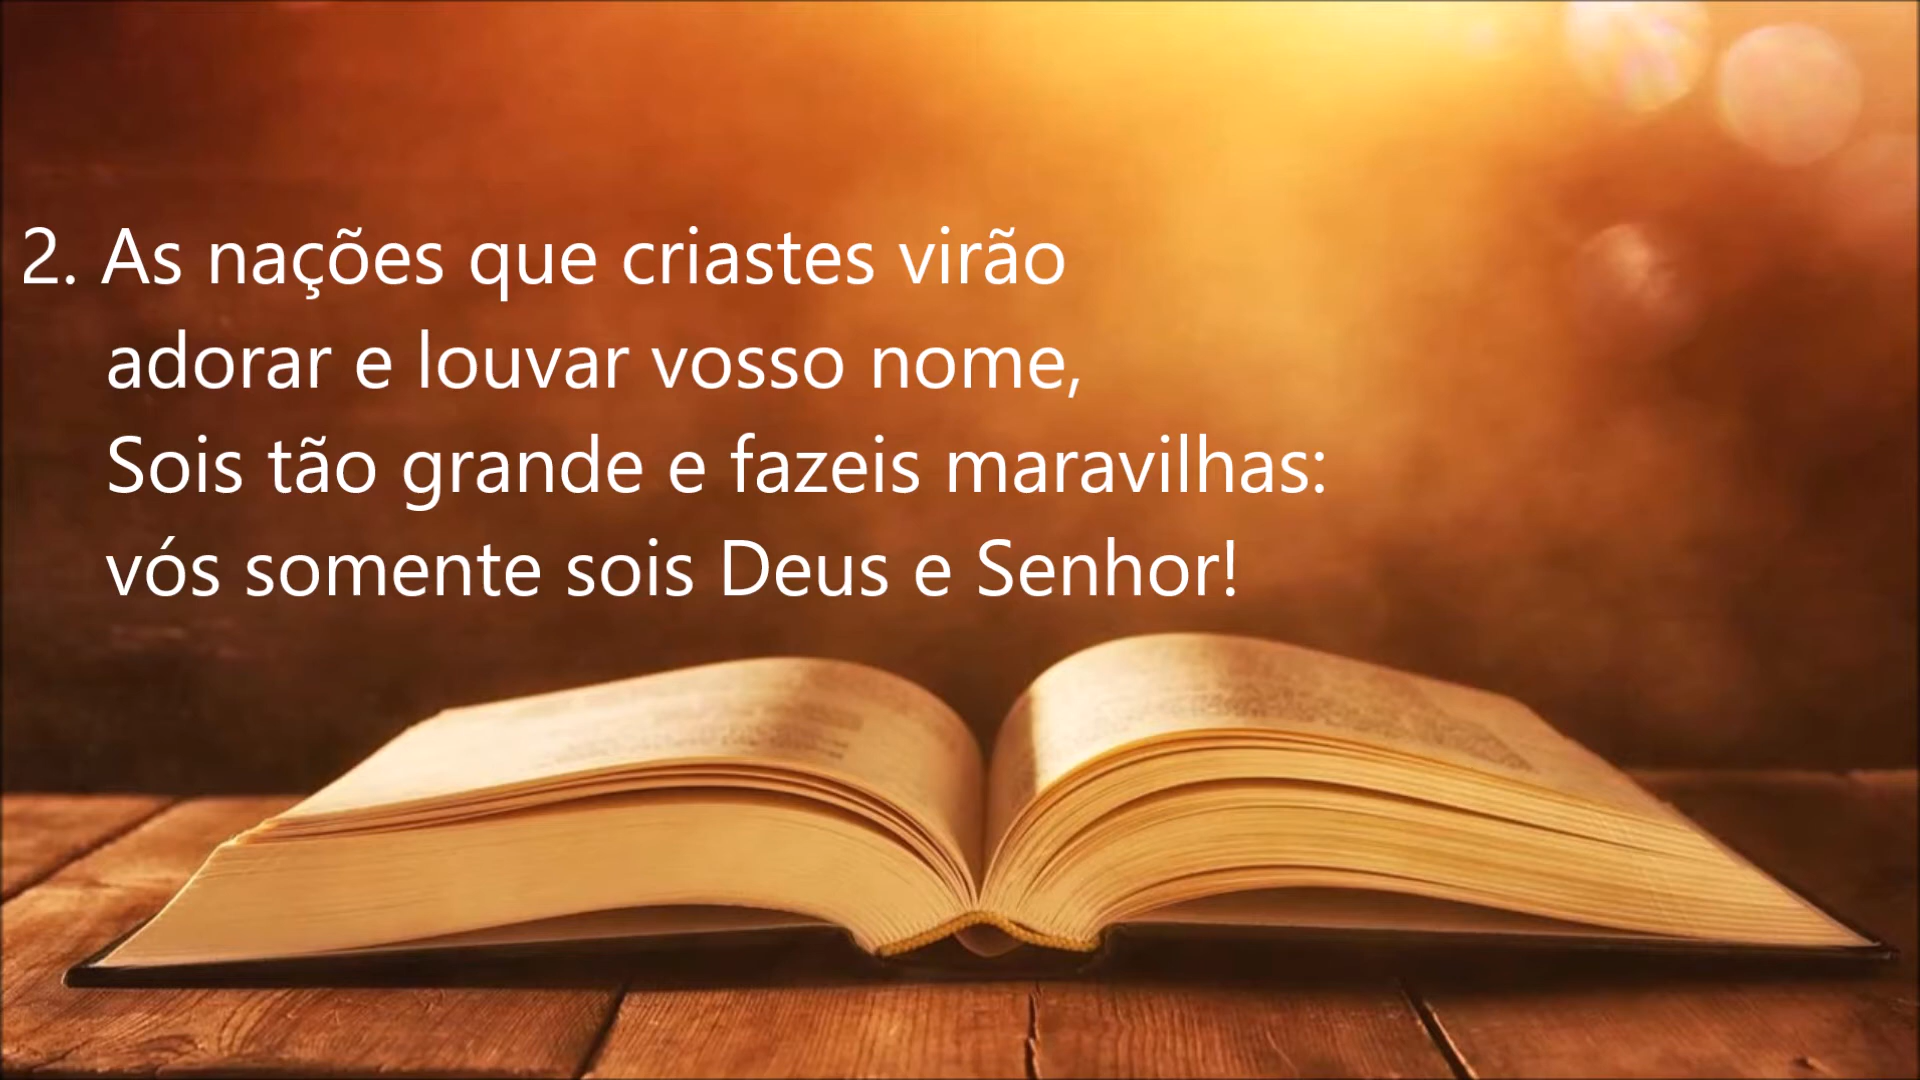 2. As nações que criastes virão
adorar e louvar vosso nome,
Sois tão grande e fazeis maravilhas:
vós somente sois Deus e Senhor!